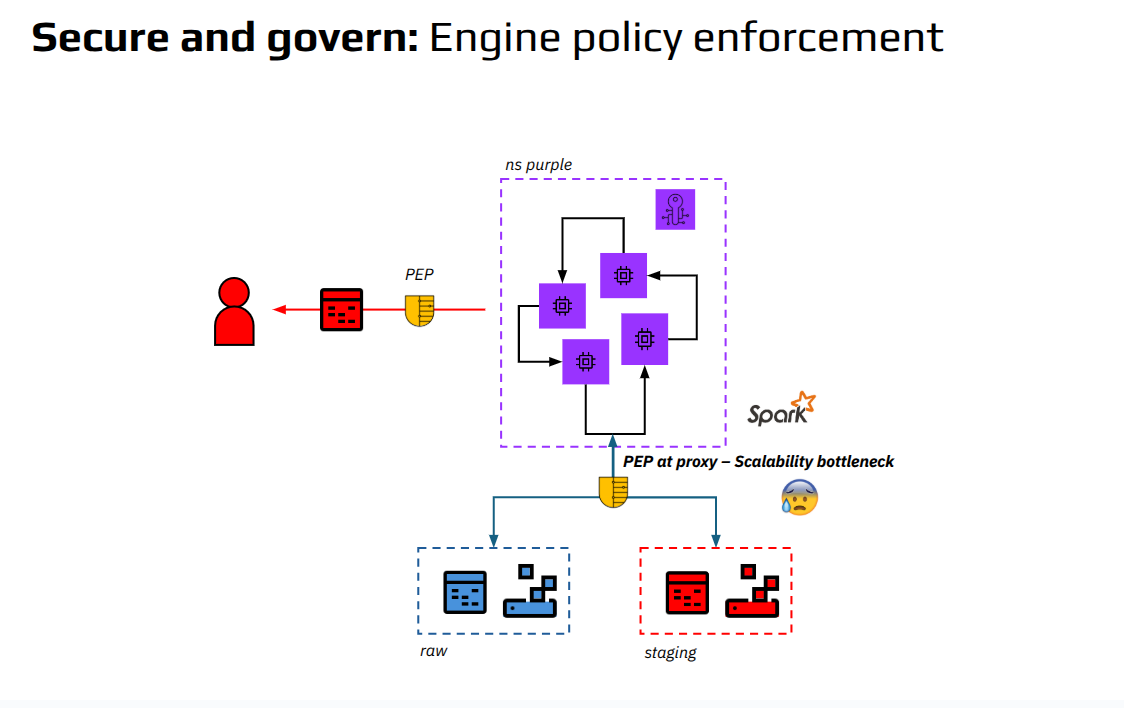 Secure and govern: Engine policy enforcement
ns purple
PEP
Spark
PEP at proxy – Scalability bottleneck
raw
staging